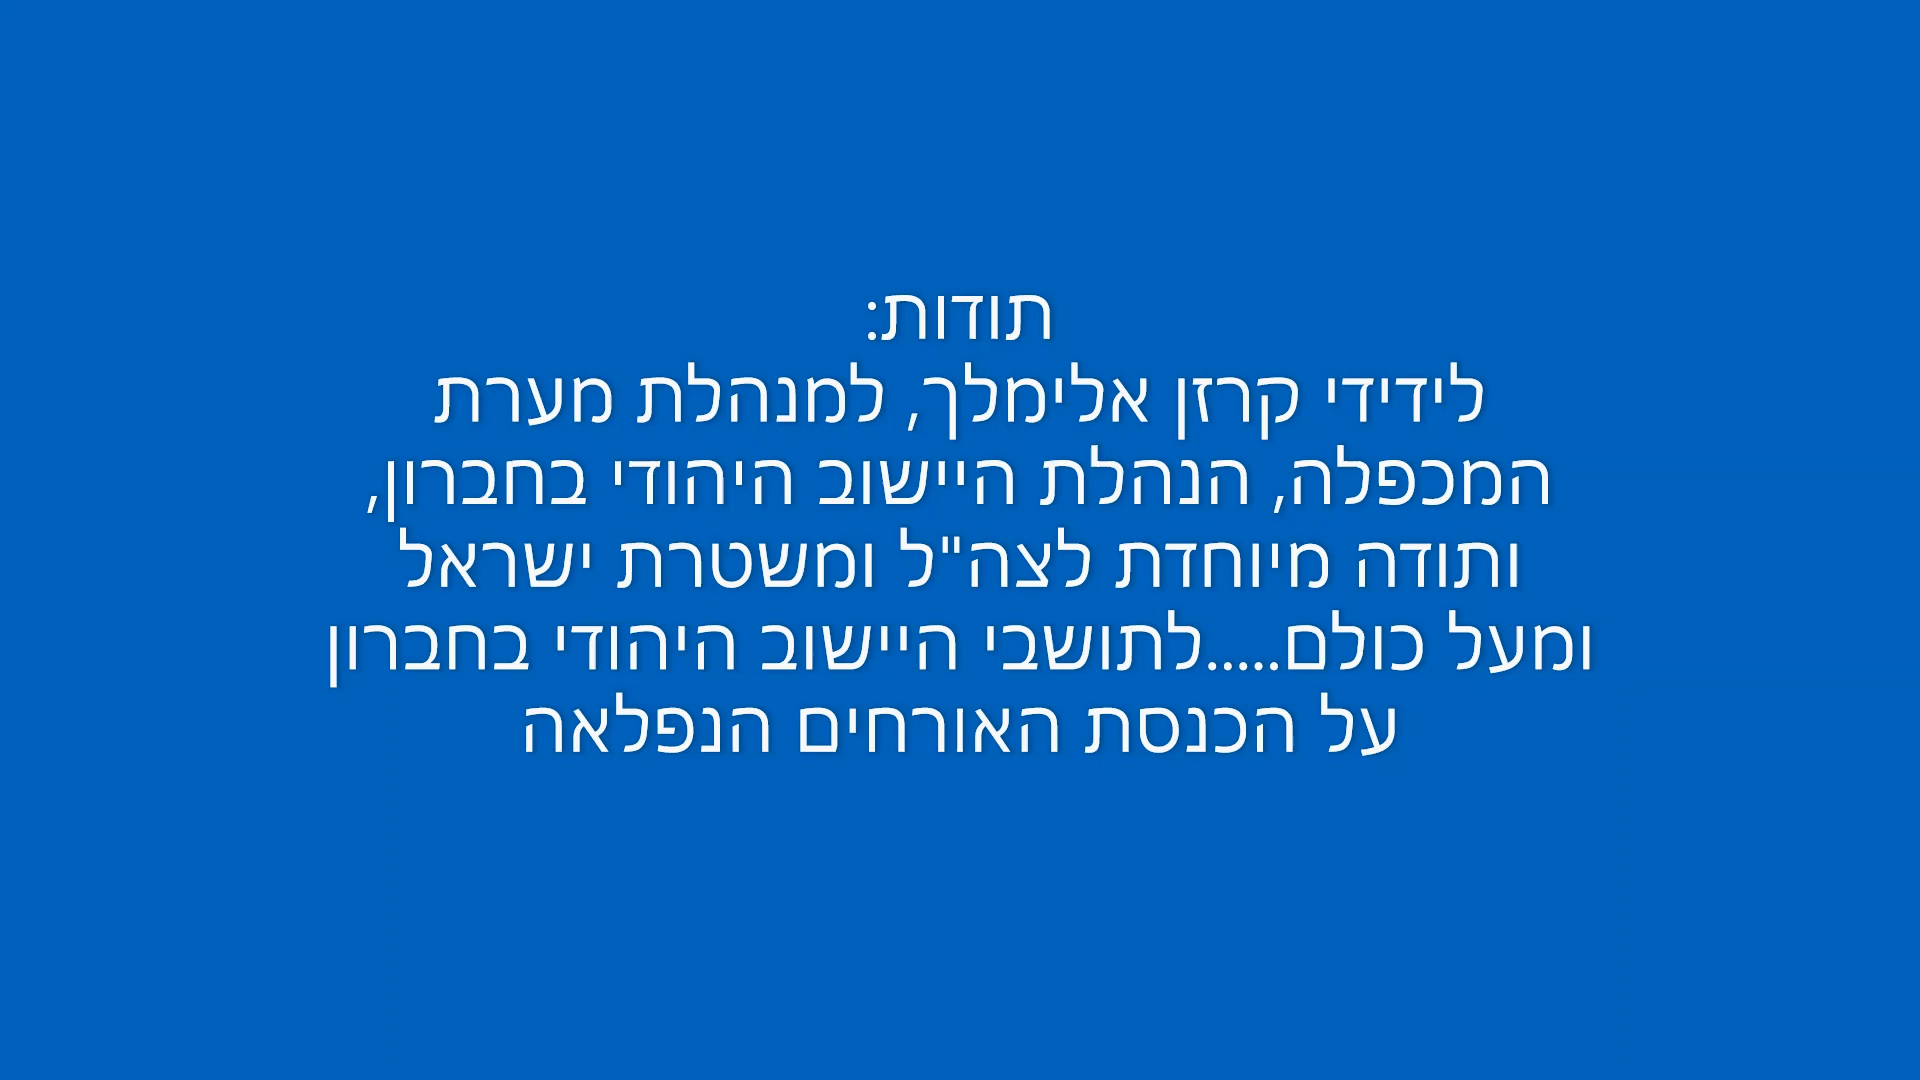 תודות:
לידידי קרזן אלימלך, למנהלת מערת
המכפלה, הנהלת היישוב היהודי בחברון,
ותודה מיוחדת לצה"ל ומשטרת ישראל
ומעל כולם.....לתושבי היישוב היהודי בחברון
על הכנסת האורחים הנפלאה